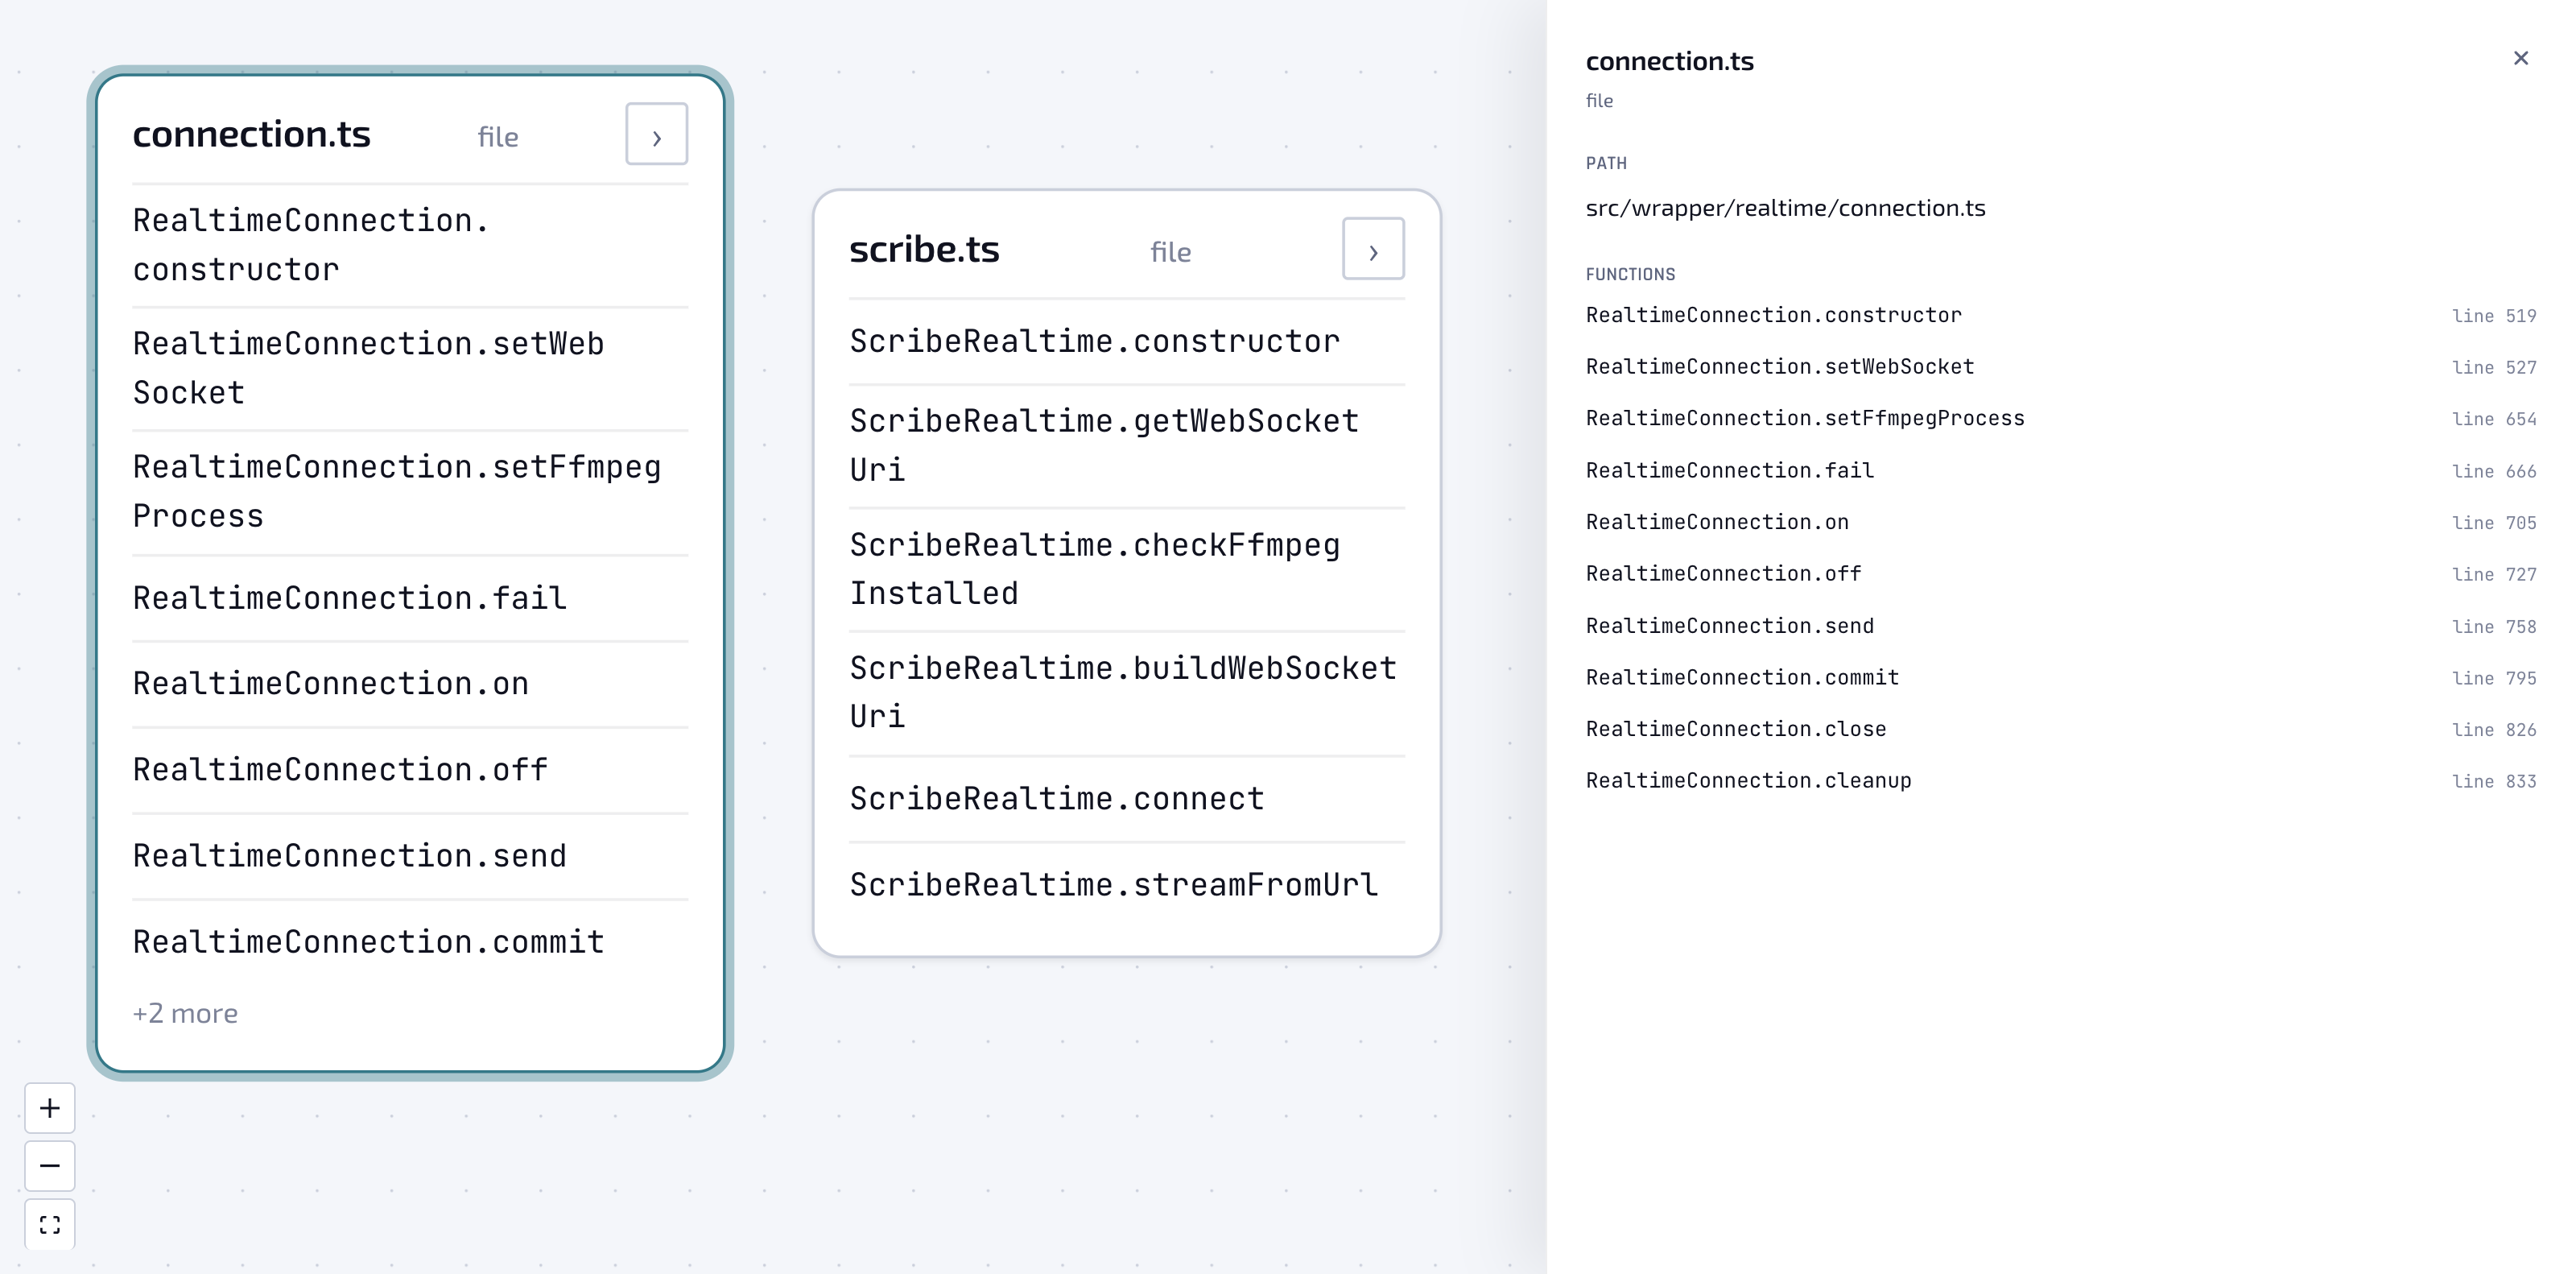 connection.ts
file
›
RealtimeConnection.
constructor
RealtimeConnection.setWeb
Socket
RealtimeConnection.setFfmpeg
Process
RealtimeConnection.fail
RealtimeConnection.on
RealtimeConnection.off
RealtimeConnection.send
RealtimeConnection.commit
+2 more
scribe.ts
file
›
ScribeRealtime.constructor
ScribeRealtime.getWebSocket
Uri
ScribeRealtime.checkFfmpeg
Installed
ScribeRealtime.buildWebSocket
Uri
ScribeRealtime.connect
ScribeRealtime.streamFromUrl
connection.ts
file
PATH
src/wrapper/realtime/connection.ts
FUNCTIONS
RealtimeConnection.constructor line 519
RealtimeConnection.setWebSocket line 527
RealtimeConnection.setFfmpegProcess line 654
RealtimeConnection.fail line 666
RealtimeConnection.on line 705
RealtimeConnection.off line 727
RealtimeConnection.send line 758
RealtimeConnection.commit line 795
RealtimeConnection.close line 826
RealtimeConnection.cleanup line 833